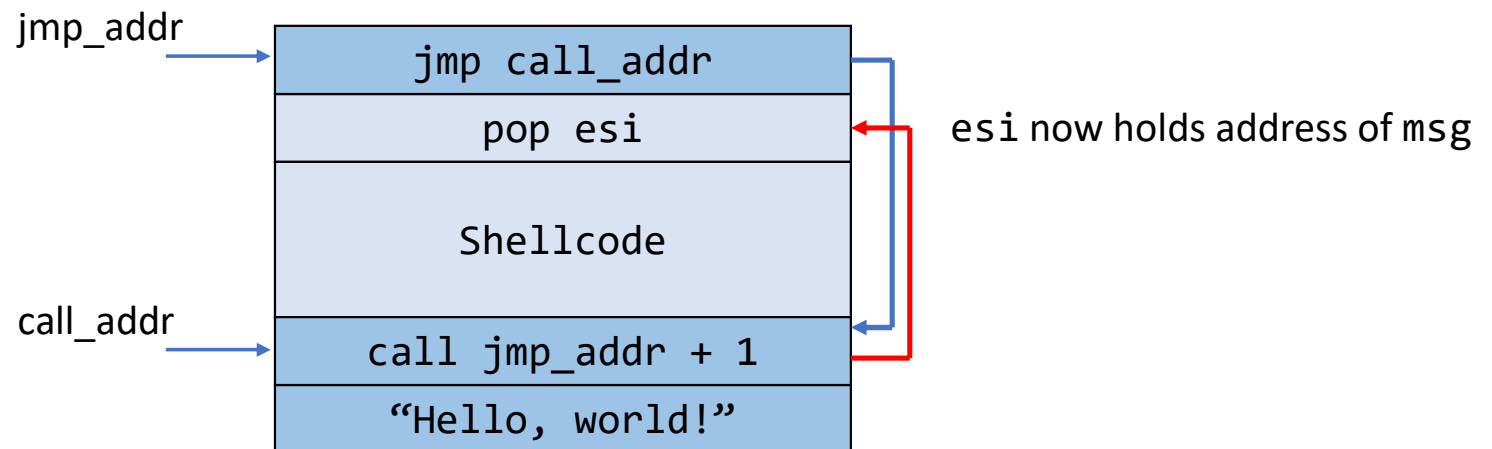 jmp_addr
jmp call_addr
pop esi
esi now holds address of msg
Shellcode
call_addr
call jmp_addr + 1
“Hello, world!”